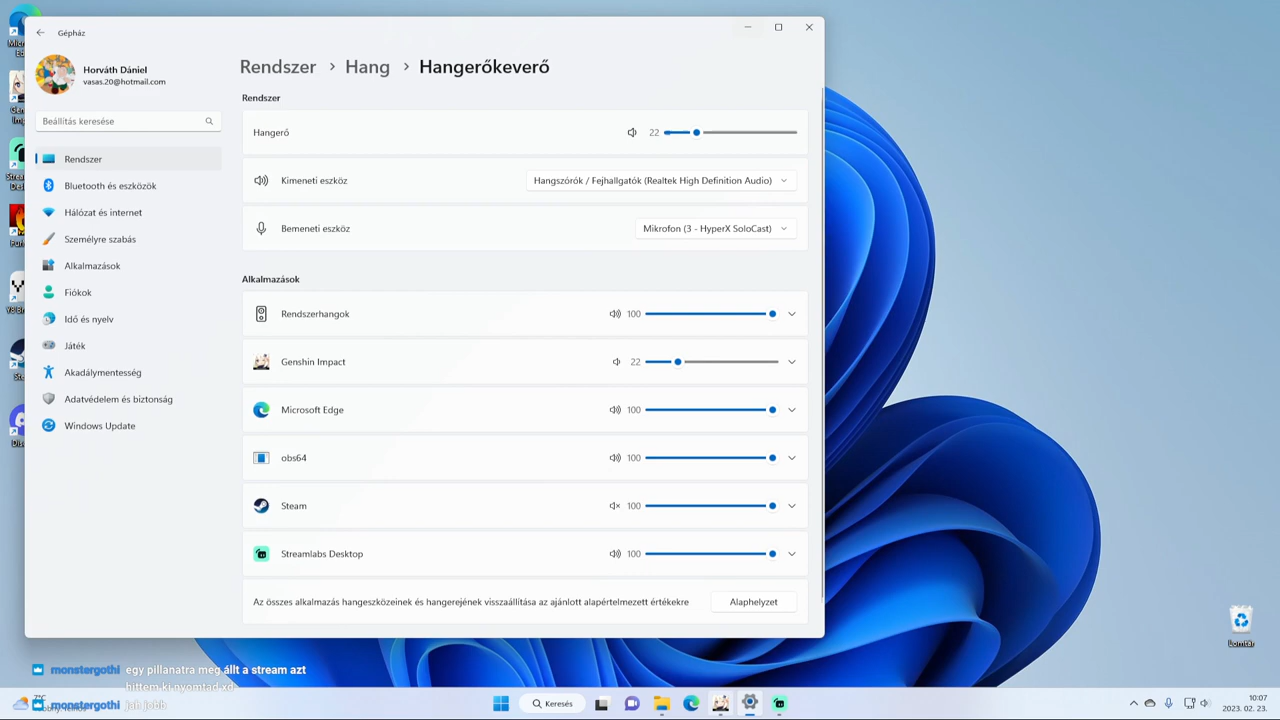 Gépház
Horváth Dániel
vasas.20@hotmail.com
Beállítás keresése
Rendszer
Bluetooth és eszközök
Hálózat és internet
Személyre szabás
Alkalmazások
Fiókok
Idő és nyelv
Játék
Akadálymentesség
Adatvédelem és biztonság
Windows Update
Rendszer > Hang > Hangerőkeverő
Rendszer
Hangerő 22
Kimeneti eszköz Hangszórók / Fejhallgatók (Realtek High Definition Audio)
Bemeneti eszköz Mikrofon (3 - HyperX SoloCast)
Alkalmazások
Rendszerhangok 100
Genshin Impact 22
Microsoft Edge 100
obs64 100
Steam 100
Streamlabs Desktop 100
Az összes alkalmazás hangeszközeinek és hangerejének visszaállítása az ajánlott alapértelmezett értékekre Alaphelyzet
Lomtár
monstergothi egy pillanatra meg állt a stream azt
hittem ki nyomtad xd
monstergothi jai jobb
7°C
Keresés
10:07
2023. 02. 23.